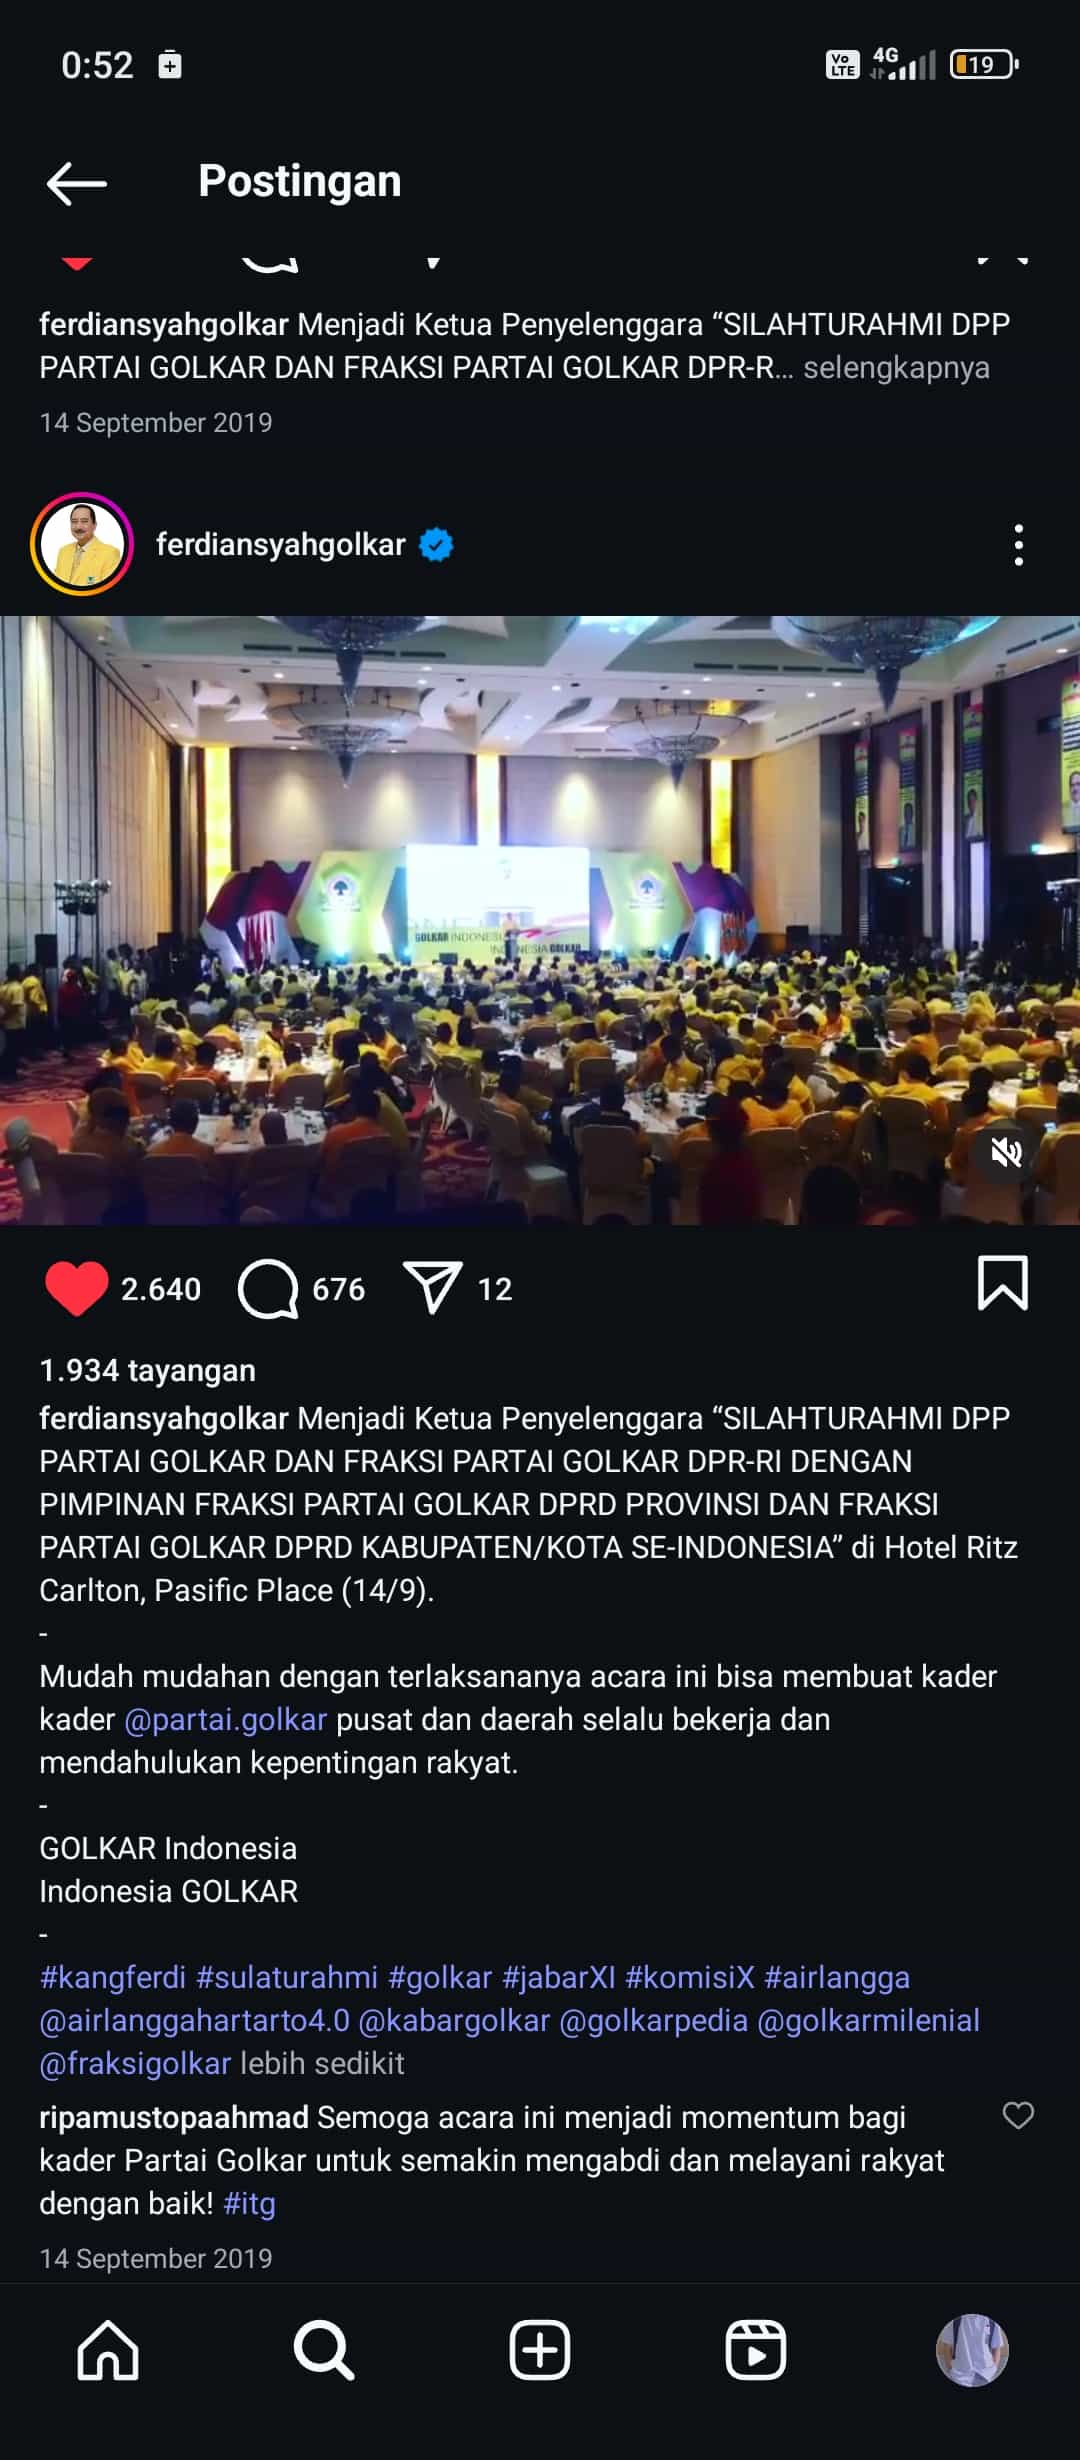 0:52
Vo LTE 4G 19
Postingan
ferdiansyahgolkar Menjadi Ketua Penyelenggara “SILAHTURAHMI DPP
PARTAI GOLKAR DAN FRAKSI PARTAI GOLKAR DPR-R... selengkapnya
14 September 2019
ferdiansyahgolkar
GOLKAR INDONESIA
INDONESIA GOLKAR
2.640 676 12
1.934 tayangan
ferdiansyahgolkar Menjadi Ketua Penyelenggara “SILAHTURAHMI DPP
PARTAI GOLKAR DAN FRAKSI PARTAI GOLKAR DPR-RI DENGAN
PIMPINAN FRAKSI PARTAI GOLKAR DPRD PROVINSI DAN FRAKSI
PARTAI GOLKAR DPRD KABUPATEN/KOTA SE-INDONESIA” di Hotel Ritz
Carlton, Pasific Place (14/9).
-
Mudah mudahan dengan terlaksananya acara ini bisa membuat kader
kader @partai.golkar pusat dan daerah selalu bekerja dan
mendahulukan kepentingan rakyat.
-
GOLKAR Indonesia
Indonesia GOLKAR
-
#kangferdi #sulaturahmi #golkar #jabarXI #komisiX #airlangga
@airlanggahartarto4.0 @kabargolkar @golkarpedia @golkarmilenial
@fraksigolkar lebih sedikit
ripamustopaahmad Semoga acara ini menjadi momentum bagi
kader Partai Golkar untuk semakin mengabdi dan melayani rakyat
dengan baik! #itg
14 September 2019